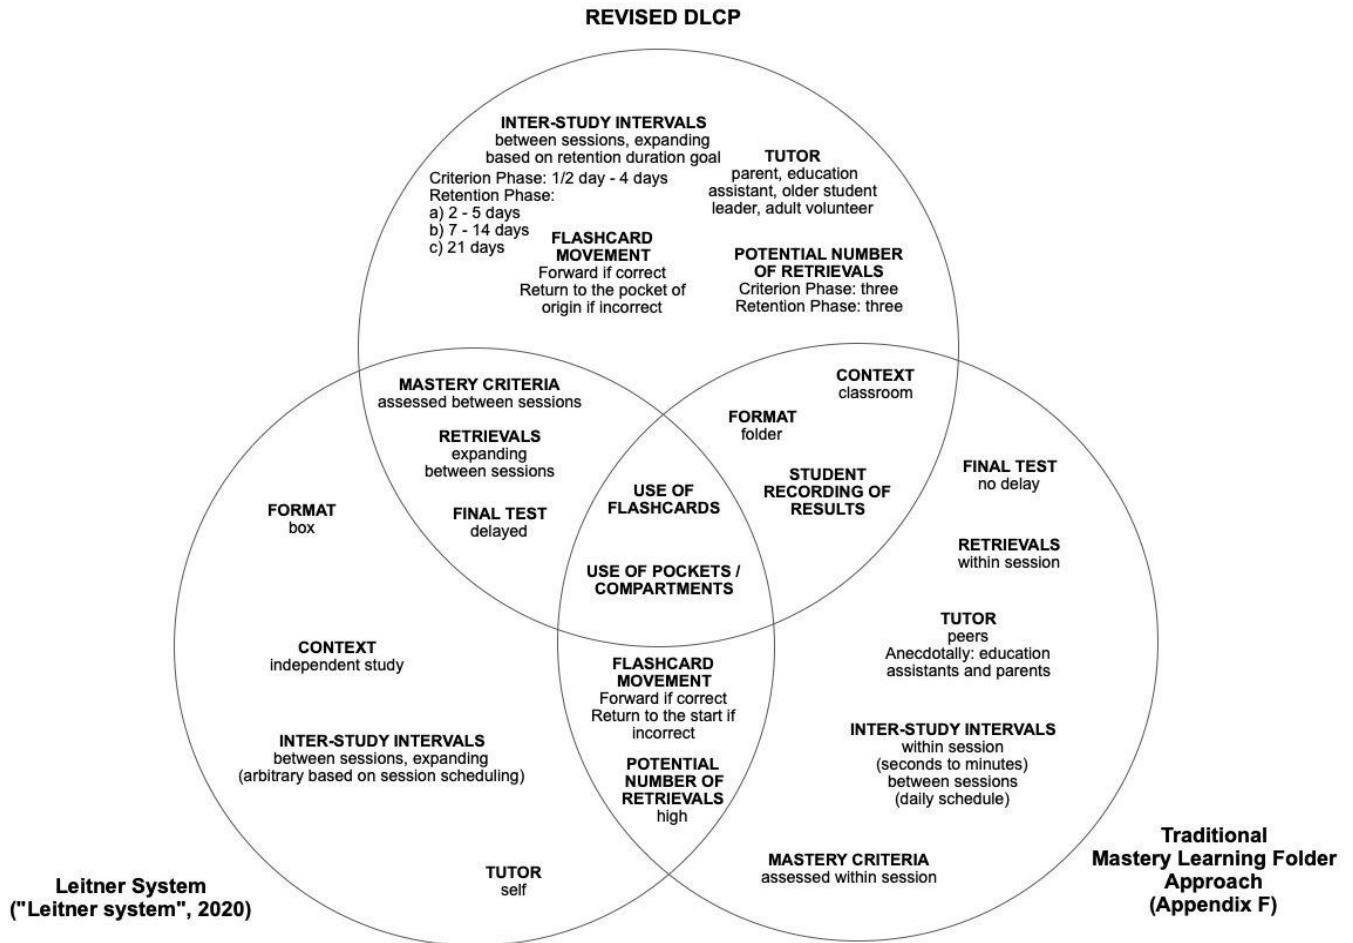 REVISED DLCP
INTER-STUDY INTERVALS
between sessions, expanding
based on retention duration goal
Criterion Phase: 1/2 day - 4 days
Retention Phase:
a) 2 - 5 days
b) 7 - 14 days
c) 21 days
TUTOR
parent, education
assistant, older student
leader, adult volunteer
FLASHCARD
MOVEMENT
Forward if correct
Return to the pocket of
origin if incorrect
POTENTIAL NUMBER
OF RETRIEVALS
Criterion Phase: three
Retention Phase: three
MASTERY CRITERIA
assessed between sessions
RETRIEVALS
expanding
between sessions
FINAL TEST
delayed
CONTEXT
classroom
FORMAT
folder
STUDENT
RECORDING OF
RESULTS
USE OF
FLASHCARDS
USE OF POCKETS /
COMPARTMENTS
FORMAT
box
CONTEXT
independent study
INTER-STUDY INTERVALS
between sessions, expanding
(arbitrary based on session scheduling)
TUTOR
self
FLASHCARD
MOVEMENT
Forward if correct
Return to the start if
incorrect
POTENTIAL
NUMBER OF
RETRIEVALS
high
FINAL TEST
no delay
RETRIEVALS
within session
TUTOR
peers
Anecdotally: education
assistants and parents
INTER-STUDY INTERVALS
within session
(seconds to minutes)
between sessions
(daily schedule)
MASTERY CRITERIA
assessed within session
Leitner System
("Leitner system", 2020)
Traditional
Mastery Learning Folder
Approach
(Appendix F)